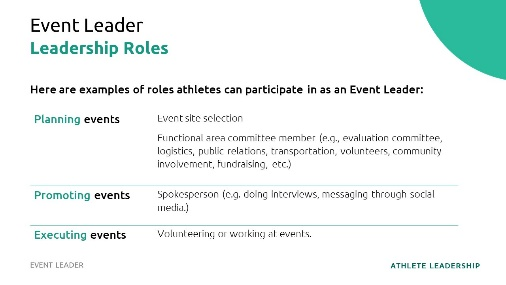 Event Leader
Leadership Roles
Here are examples of roles athletes can participate in as an Event Leader:
Planning events
Event site selection
Functional area committee member (e.g., evaluation committee,
logistics, public relations, transportation, volunteers, community
involvement, fundraising, etc.)
Promoting events
Spokesperson (e.g. doing interviews, messaging through social
media.)
Executing events
Volunteering or working at events.
EVENT LEADER
ATHLETE LEADERSHIP